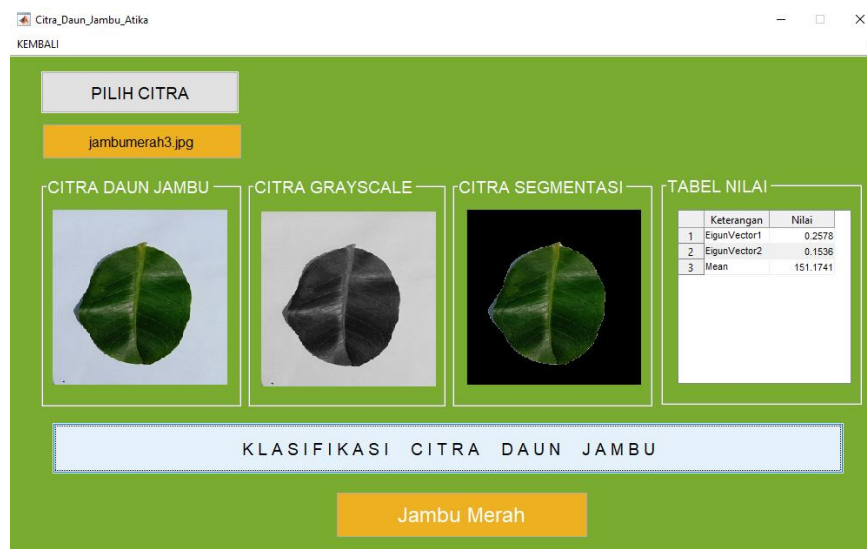 Citra_Daun_Jambu_Atika
KEMBALI
PILIH CITRA
jambumerah3.jpg
CITRA DAUN JAMBU
CITRA GRAYSCALE
CITRA SEGMENTASI
TABEL NILAI
Keterangan Nilai
1 EigunVector1 0.2578
2 EigunVector2 0.1536
3 Mean 151.1741
KLASIFIKASI CITRA DAUN JAMBU
Jambu Merah